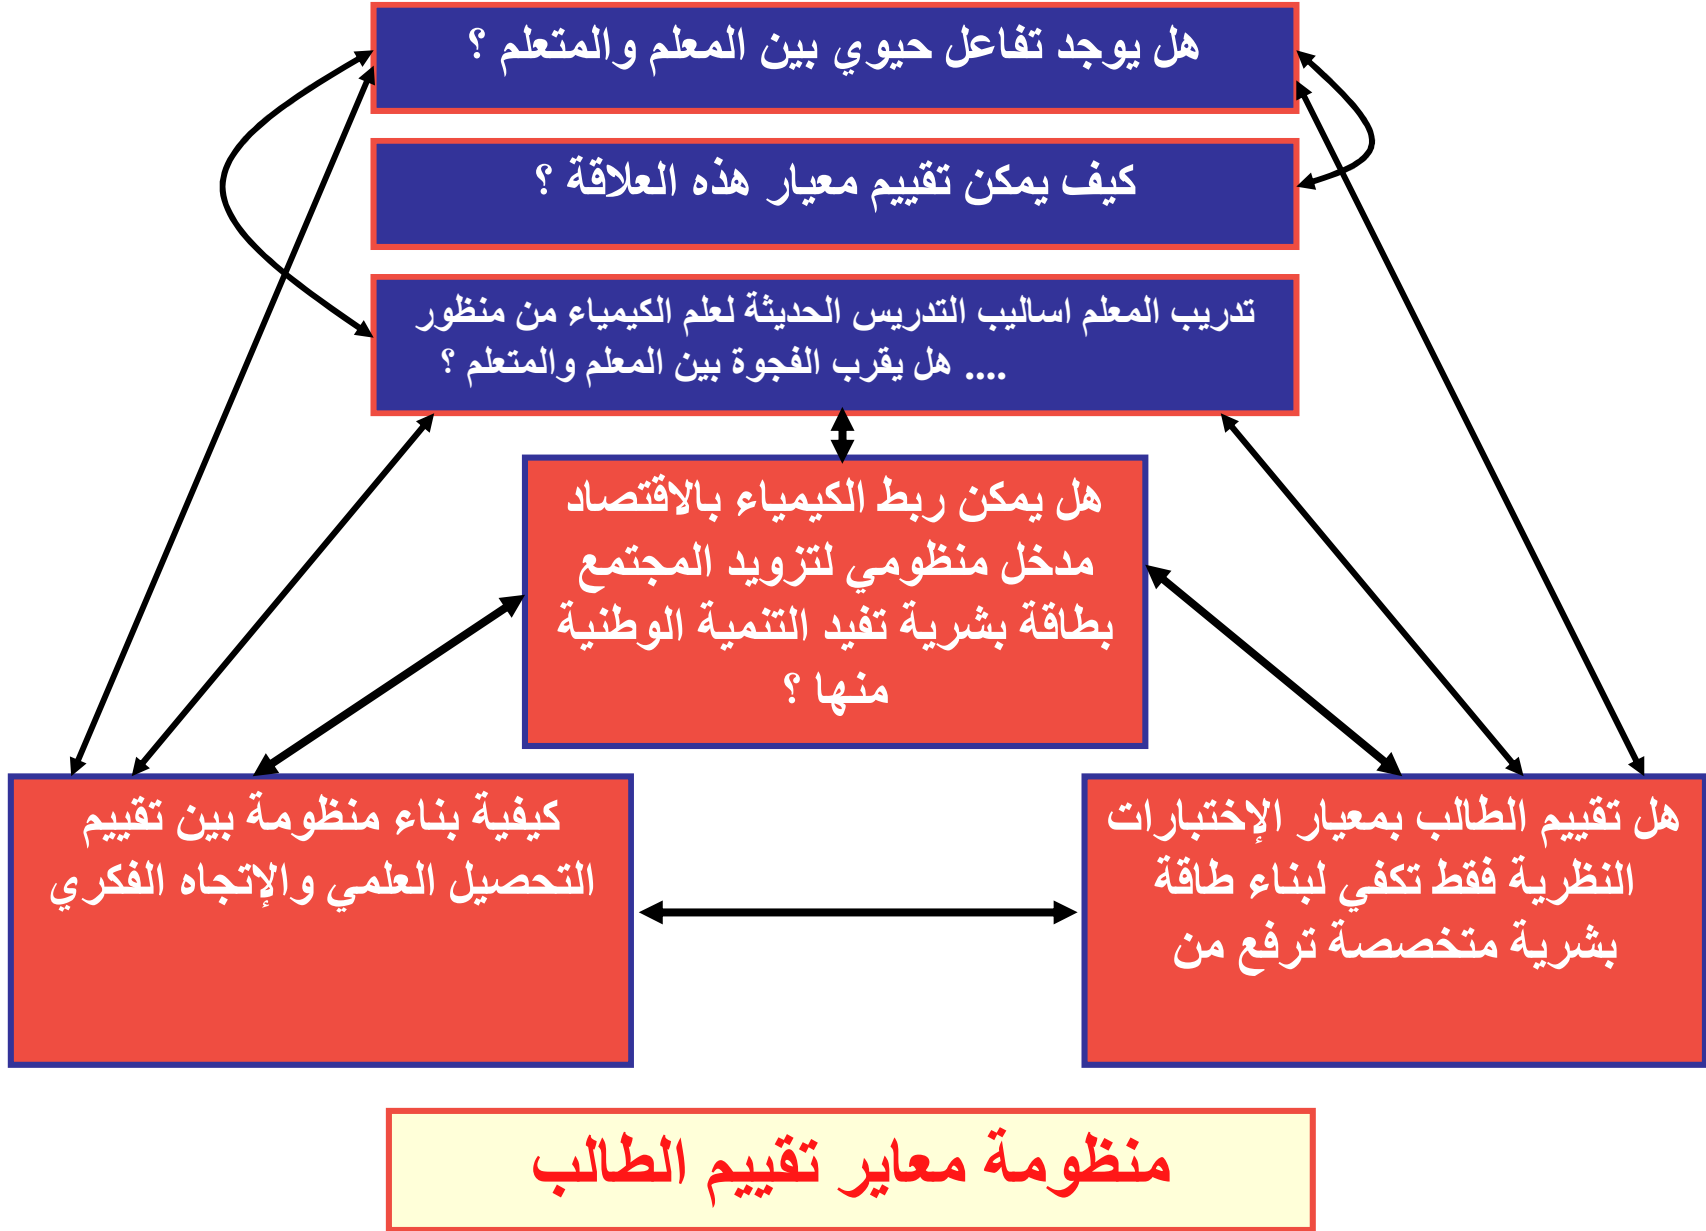 هل يوجد تفاعل حيوي بين المعلم والمتعلم ؟
كيف يمكن تقييم معيار هذه العلاقة ؟
تدريب المعلم اساليب التدريس الحديثة لعلم الكيمياء من منظور
.... هل يقرب الفجوة بين المعلم والمتعلم ؟
هل يمكن ربط الكيمياء بالاقتصاد
مدخل منظومي لتزويد المجتمع
بطاقة بشرية تفيد التنمية الوطنية
منها ؟
هل تقييم الطالب بمعيار الإختبارات
النظرية فقط تكفي لبناء طاقة
بشرية متخصصة ترفع من
كيفية بناء منظومة بين تقييم
التحصيل العلمي والإتجاه الفكري
منظومة معاير تقييم الطالب